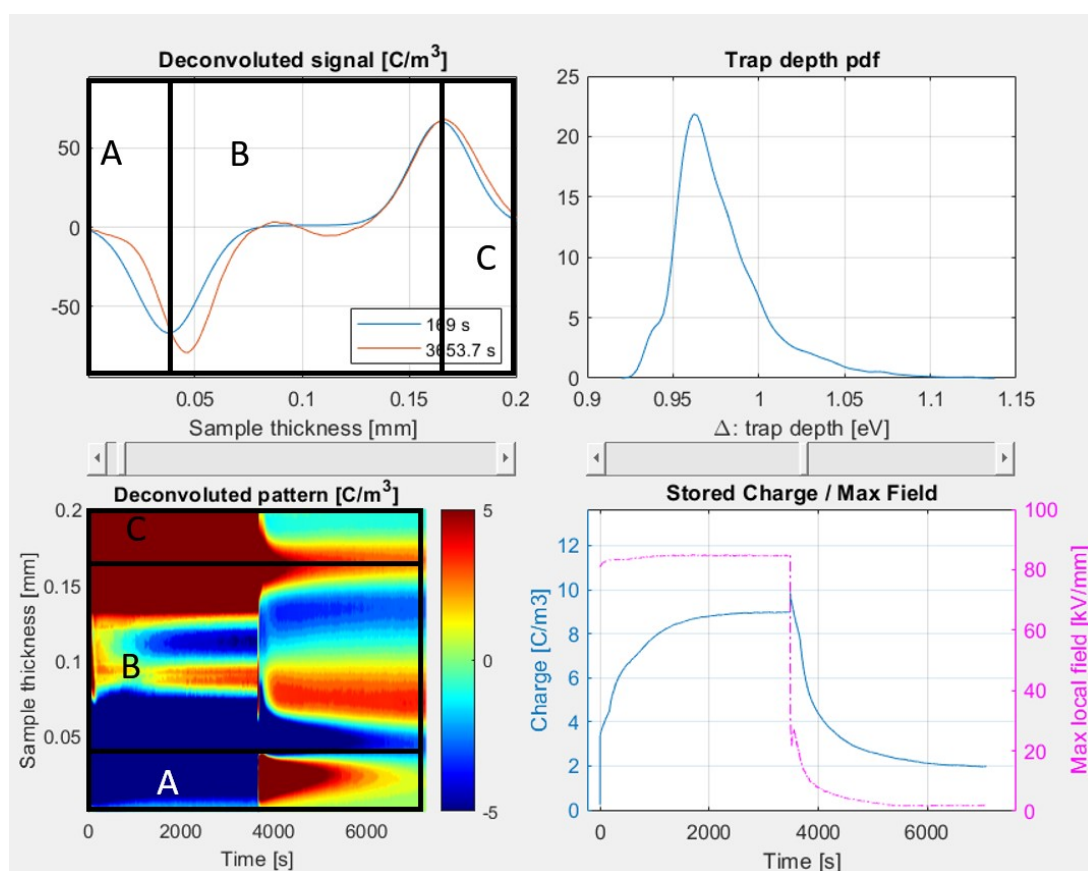 Deconvoluted signal [C/m³]
50
0
-50
A
B
C
169 s
3653.7 s
0.05
0.1
0.15
0.2
Sample thickness [mm]
Trap depth pdf
25
20
15
10
5
0
0.9
0.95
1
1.05
1.1
1.15
Δ: trap depth [eV]
Deconvoluted pattern [C/m³]
0.2
0.15
0.1
0.05
Sample thickness [mm]
C
B
A
5
0
-5
0
2000
4000
6000
Time [s]
Stored Charge / Max Field
12
10
8
6
4
2
0
Charge [C/m3]
100
80
60
40
20
0
Max local field [kV/mm]
0
2000
4000
6000
Time [s]